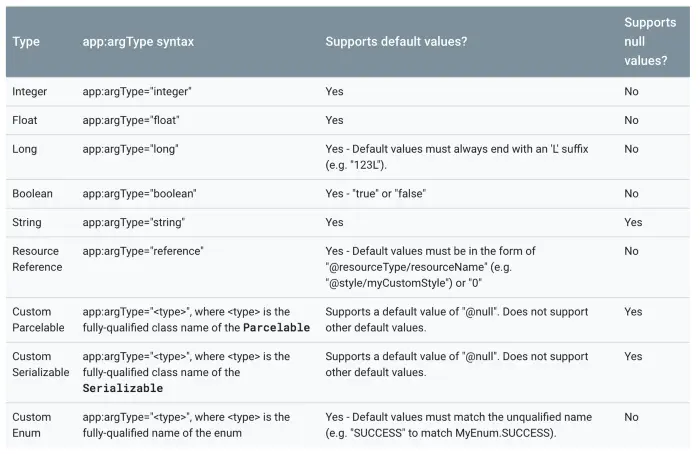 Type app:argType syntax Supports default values? Supports
null
values?
Integer app:argType="integer" Yes No
Float app:argType="float" Yes No
Long app:argType="long" Yes - Default values must always end with an 'L' suffix No
(e.g. "123L").
Boolean app:argType="boolean" Yes - "true" or "false" No
String app:argType="string" Yes Yes
Resource app:argType="reference" Yes - Default values must be in the form of No
Reference "@resourceType/resourceName" (e.g.
"@style/myCustomStyle") or "0"
Custom app:argType="<type>", where <type> is the Supports a default value of "@null". Does not support Yes
Parcelable fully-qualified class name of the Parcelable other default values.
Custom app:argType="<type>", where <type> is the Supports a default value of "@null". Does not support Yes
Serializable fully-qualified class name of the other default values.
Serializable
Custom app:argType="<type>", where <type> is the Yes - Default values must match the unqualified name No
Enum fully-qualified name of the enum (e.g. "SUCCESS" to match MyEnum.SUCCESS).